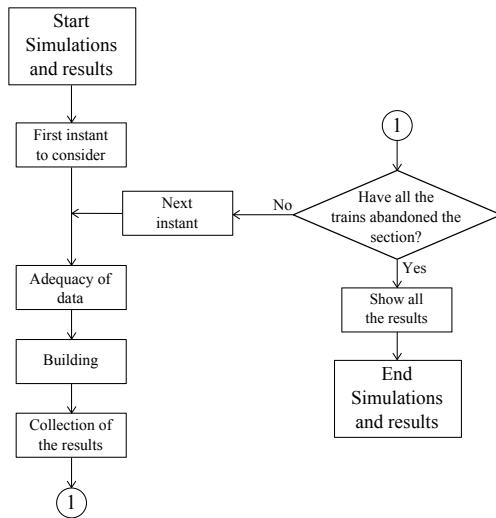 Start
Simulations
and results
First instant
to consider
Adequacy of
data
Building
Collection of
the results
1
1
Have all the
trains abandoned the
section?
No
Next
instant
Yes
Show all
the results
End
Simulations
and results